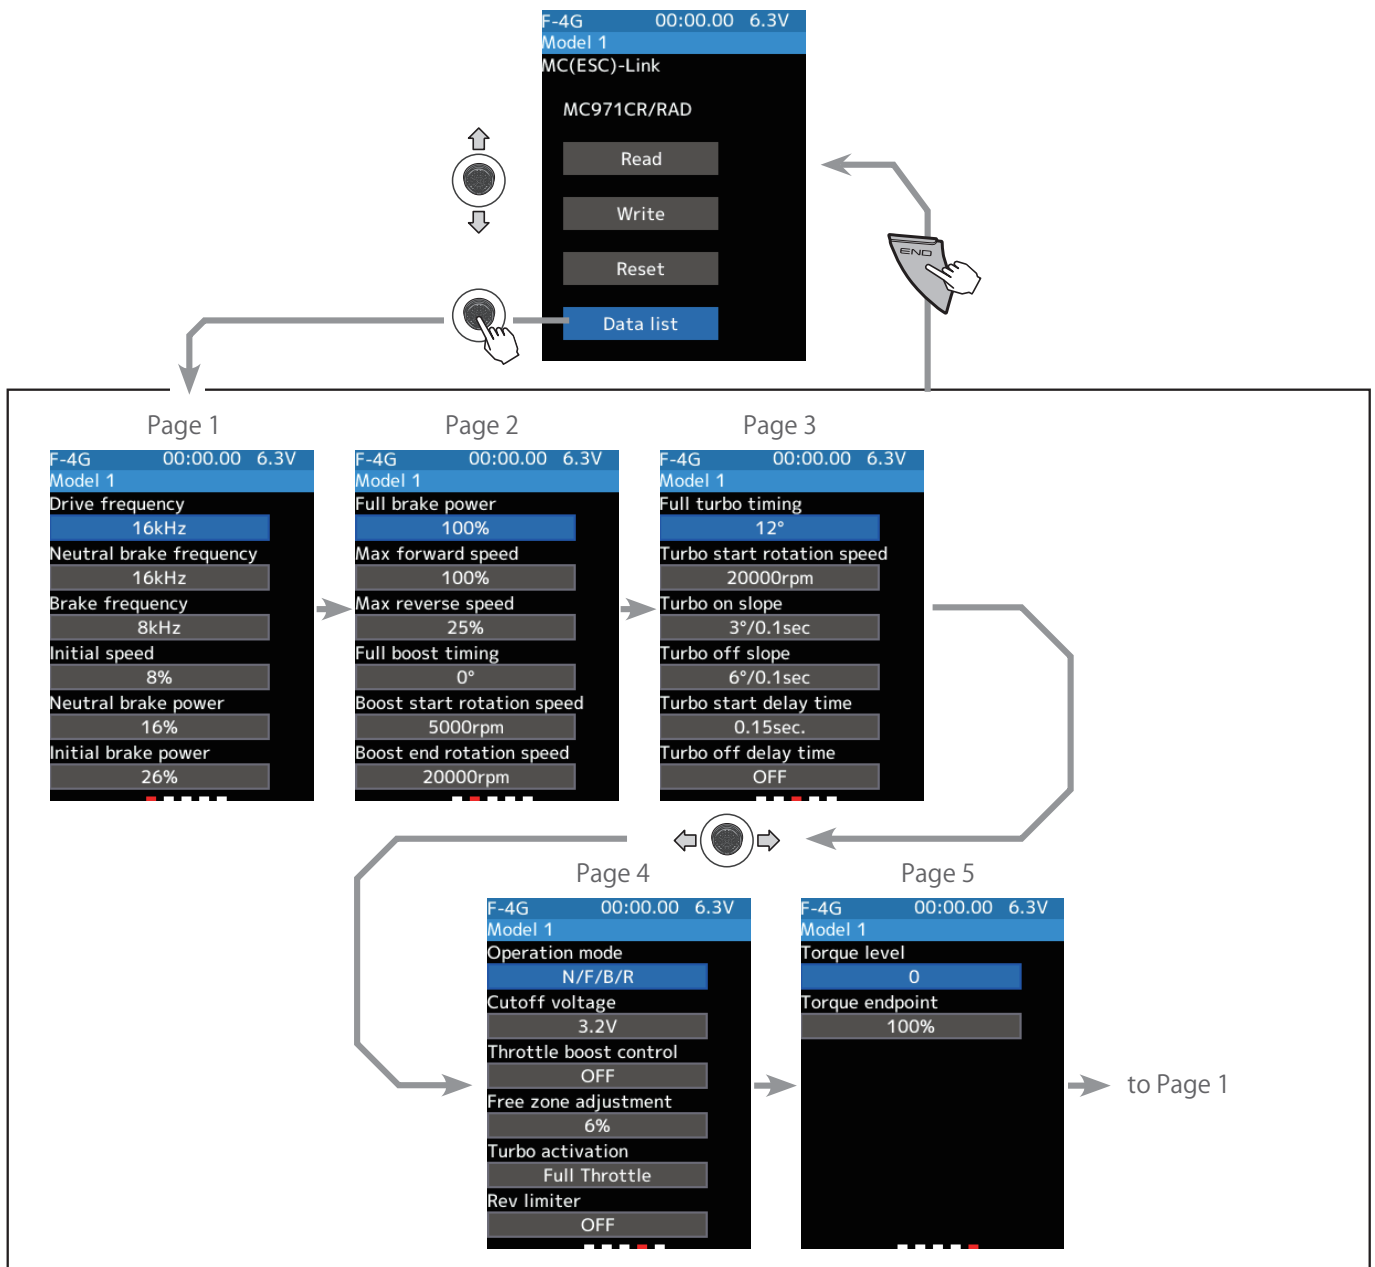 F-4G 00:00.00 6.3V
Model 1
MC(ESC)-Link
MC971CR/RAD
Read
Write
Reset
Data list
END
Page 1
F-4G 00:00.00 6.3V
Model 1
Drive frequency
16kHz
Neutral brake frequency
16kHz
Brake frequency
8kHz
Initial speed
8%
Neutral brake power
16%
Initial brake power
26%
Page 2
F-4G 00:00.00 6.3V
Model 1
Full brake power
100%
Max forward speed
100%
Max reverse speed
25%
Full boost timing
0°
Boost start rotation speed
5000rpm
Boost end rotation speed
20000rpm
Page 3
F-4G 00:00.00 6.3V
Model 1
Full turbo timing
12°
Turbo start rotation speed
20000rpm
Turbo on slope
3°/0.1sec
Turbo off slope
6°/0.1sec
Turbo start delay time
0.15sec.
Turbo off delay time
OFF
Page 4
F-4G 00:00.00 6.3V
Model 1
Operation mode
N/F/B/R
Cutoff voltage
3.2V
Throttle boost control
OFF
Free zone adjustment
6%
Turbo activation
Full Throttle
Rev limiter
OFF
Page 5
F-4G 00:00.00 6.3V
Model 1
Torque level
0
Torque endpoint
100%
to Page 1